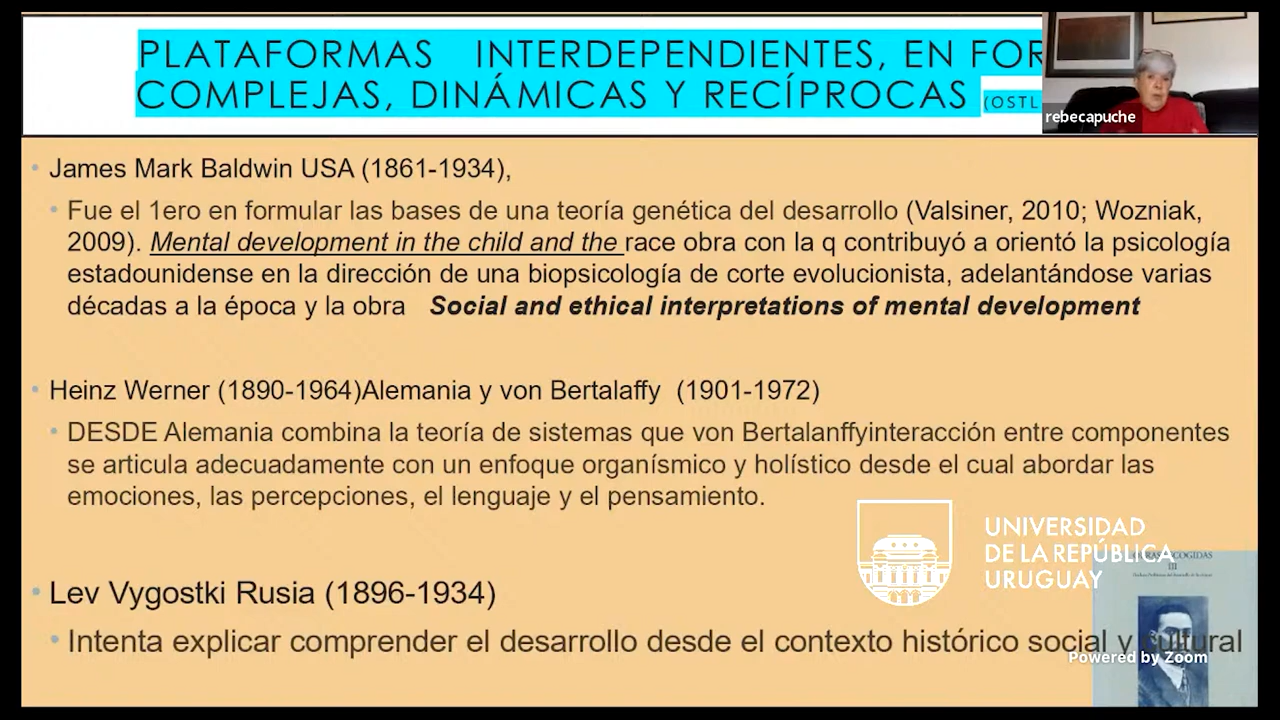 PLATAFORMAS INTERDEPENDIENTES, EN FOR
COMPLEJAS, DINÁMICAS Y RECÍPROCAS (OSTL
rebecapuche
• James Mark Baldwin USA (1861-1934),
• Fue el 1ero en formular las bases de una teoría genética del desarrollo (Valsiner, 2010; Wozniak,
2009). Mental development in the child and the race obra con la q contribuyó a orientó la psicología
estadounidense en la dirección de una biopsicología de corte evolucionista, adelantándose varias
décadas a la época y la obra Social and ethical interpretations of mental development
• Heinz Werner (1890-1964)Alemania y von Bertalaffy (1901-1972)
• DESDE Alemania combina la teoría de sistemas que von Bertalanffyinteracción entre componentes
se articula adecuadamente con un enfoque organísmico y holístico desde el cual abordar las
emociones, las percepciones, el lenguaje y el pensamiento.
UNIVERSIDAD
DE LA REPÚBLICA
URUGUAY
III
• Lev Vygostki Rusia (1896-1934)
• Intenta explicar comprender el desarrollo desde el contexto histórico social y cultural
Powered by Zoom